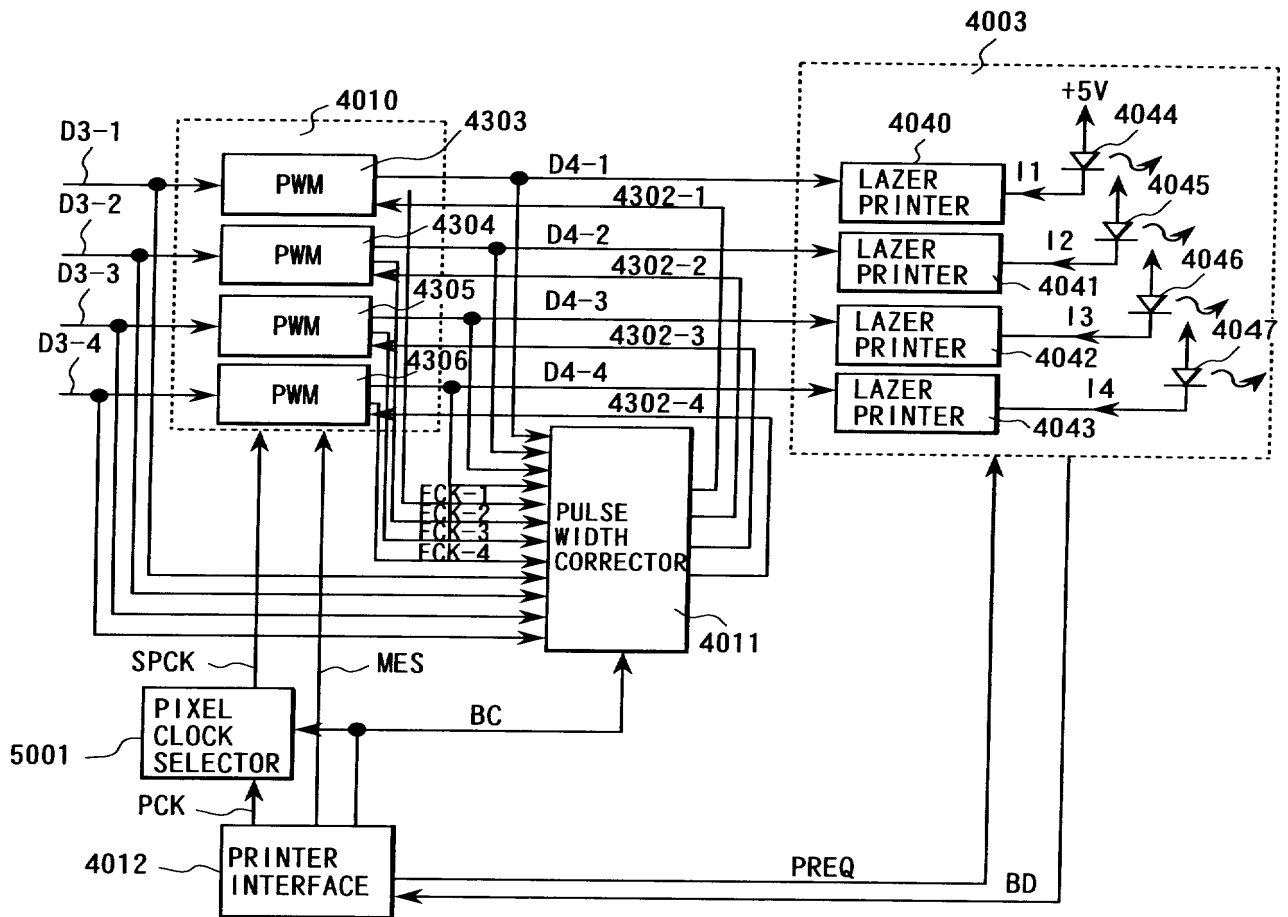 4003
4010
4303
+5V
4044
D3-1
4040
D4-1
PWM
LAZER
PRINTER
I1
4045
D3-2
4302-1
4304
D4-2
PWM
LAZER
PRINTER
I2
4046
4041
D3-3
4302-2
4305
D4-3
PWM
LAZER
PRINTER
I3
4047
4042
D3-4
4302-3
4306
D4-4
PWM
LAZER
PRINTER
I4
4043
4302-4
FCK-1
FCK-2
FCK-3
FCK-4
PULSE
WIDTH
CORRECTOR
4011
SPCK
MES
BC
PIXEL
CLOCK
SELECTOR
5001
PCK
4012
PRINTER
INTERFACE
PREQ
BD